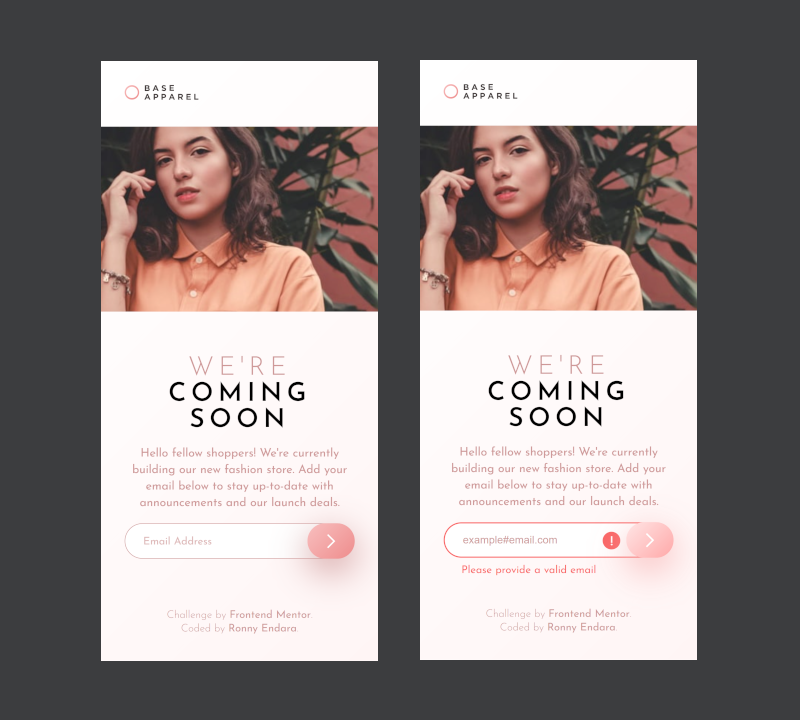 BASE
APPAREL
WE'RE
COMING
SOON
Hello fellow shoppers! We're currently
building our new fashion store. Add your
email below to stay up-to-date with
announcements and our launch deals.
Email Address
Challenge by Frontend Mentor.
Coded by Ronny Endara.
BASE
APPAREL
WE'RE
COMING
SOON
Hello fellow shoppers! We're currently
building our new fashion store. Add your
email below to stay up-to-date with
announcements and our launch deals.
example#email.com !
Please provide a valid email
Challenge by Frontend Mentor.
Coded by Ronny Endara.